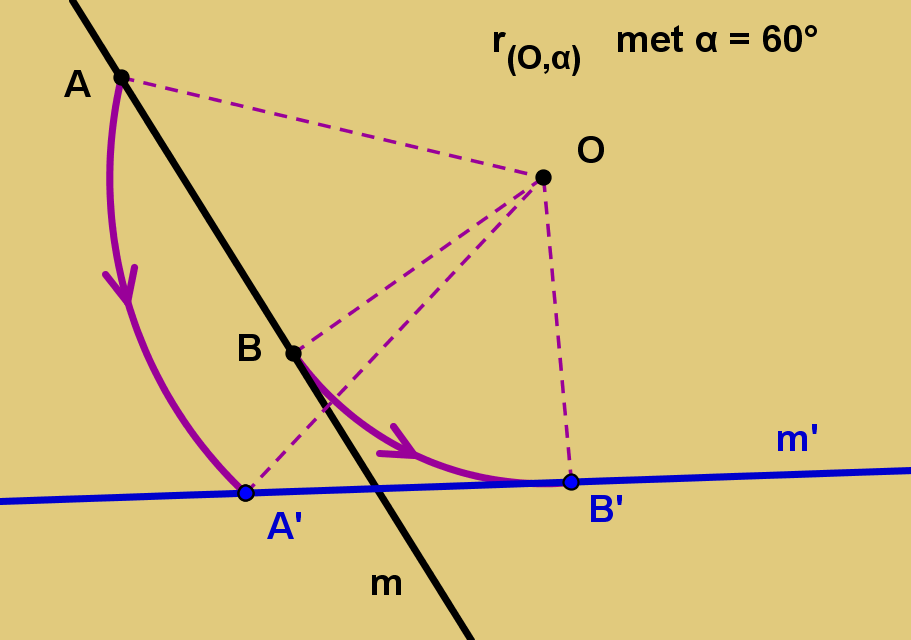 r(O,α) met α = 60°
A
O
B
m'
A'
B'
m